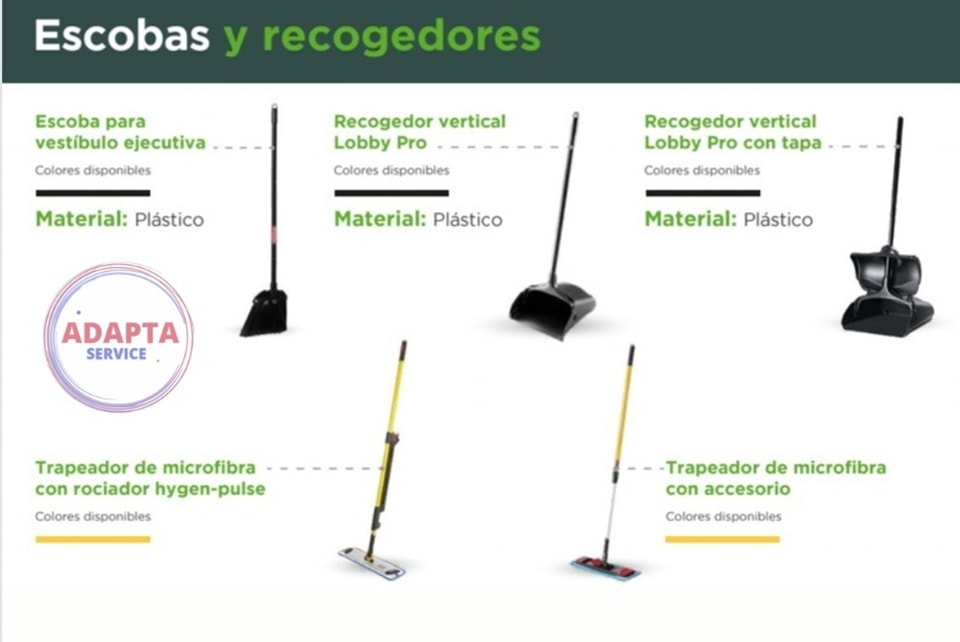 Escobas y recogedores
Escoba para
vestíbulo ejecutiva
Colores disponibles
Material: Plástico
Recogedor vertical
Lobby Pro
Colores disponibles
Material: Plástico
Recogedor vertical
Lobby Pro con tapa
Colores disponibles
Material: Plástico
ADAPTA
SERVICE
Trapeador de microfibra
con rociador hygen-pulse
Colores disponibles
Trapeador de microfibra
con accesorio
Colores disponibles